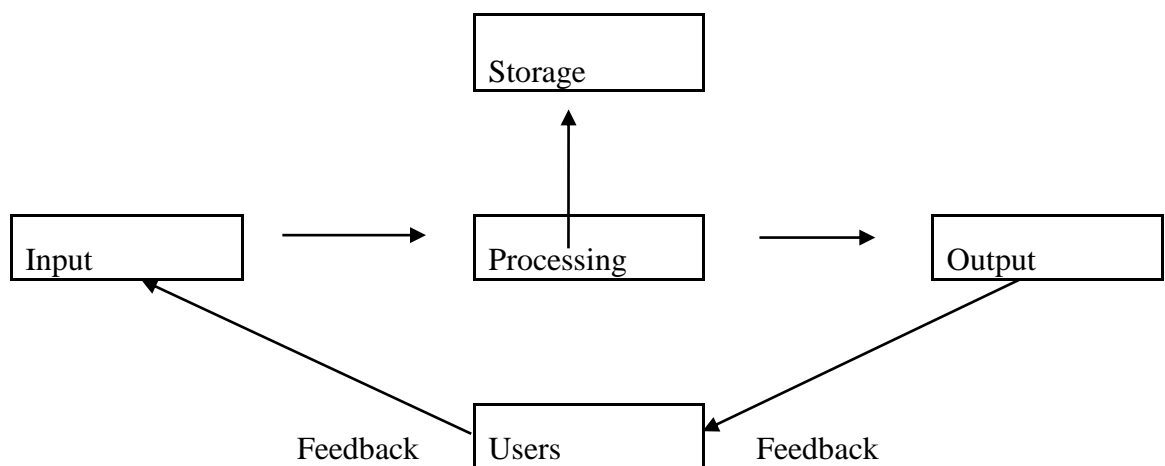 Storage
Input
Processing
Output
Feedback
Users
Feedback